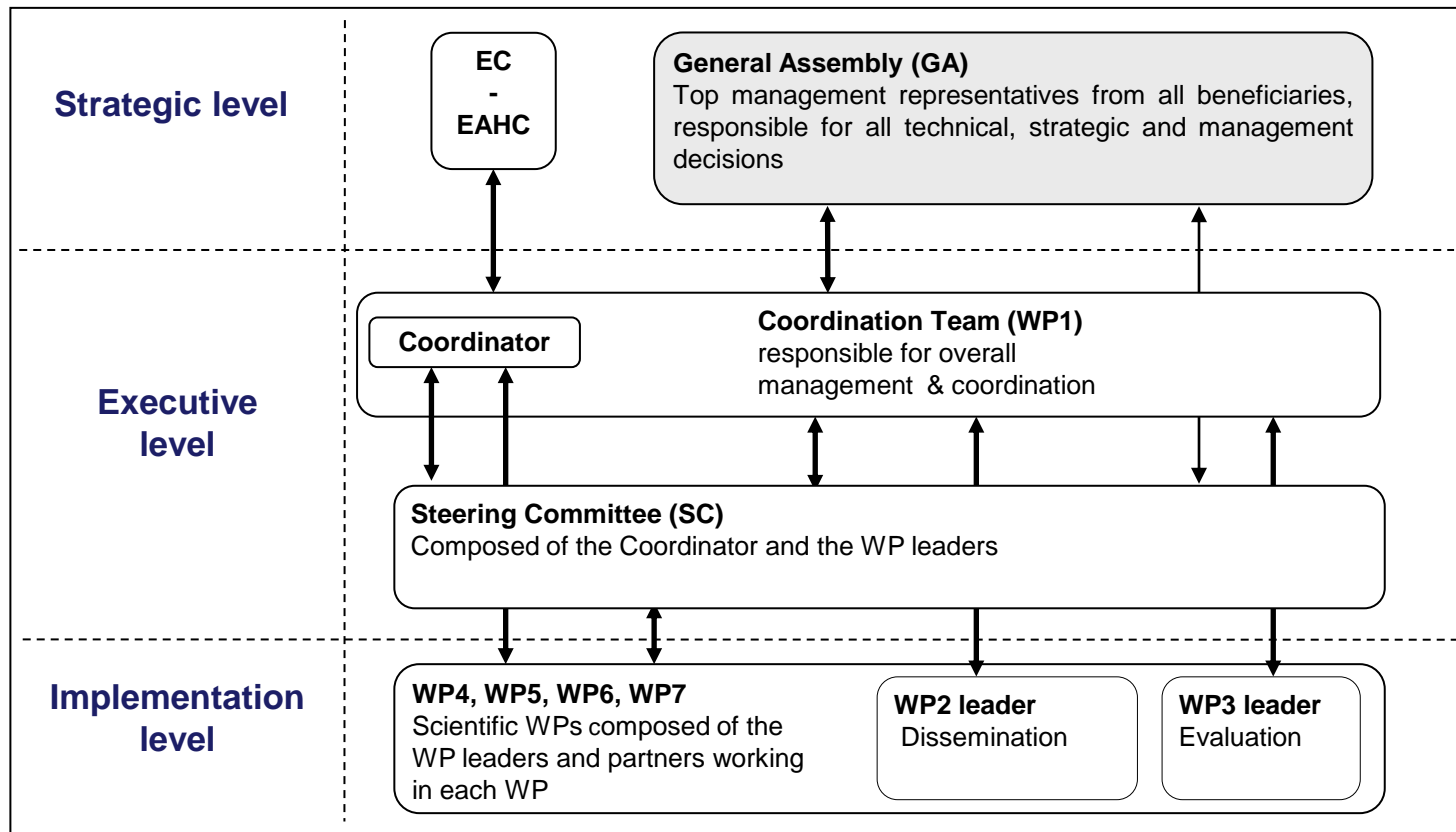 Strategic level
EC
-
EAHC
General Assembly (GA)
Top management representatives from all beneficiaries,
responsible for all technical, strategic and management
decisions
Executive
level
Coordinator
Coordination Team (WP1)
responsible for overall
management & coordination
Steering Committee (SC)
Composed of the Coordinator and the WP leaders
Implementation
level
WP4, WP5, WP6, WP7
Scientific WPs composed of the
WP leaders and partners working
in each WP
WP2 leader
Dissemination
WP3 leader
Evaluation